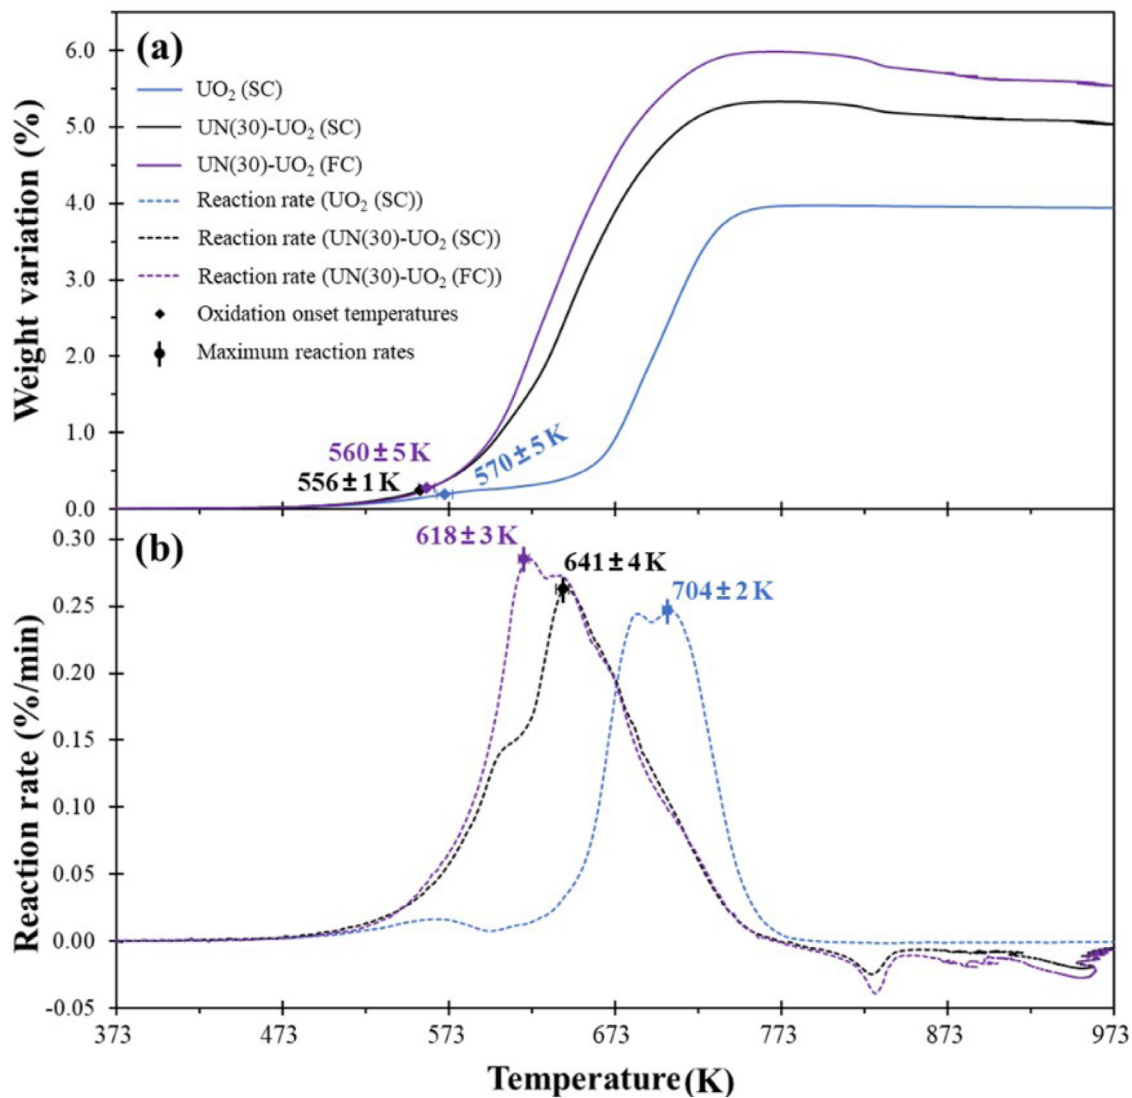 (a)
6.0
5.0
4.0
3.0
2.0
1.0
0.0
Weight variation (%)
UO₂ (SC)
UN(30)-UO₂ (SC)
UN(30)-UO₂ (FC)
Reaction rate (UO₂ (SC))
Reaction rate (UN(30)-UO₂ (SC))
Reaction rate (UN(30)-UO₂ (FC))
Oxidation onset temperatures
Maximum reaction rates
560±5 K
556±1 K
570±5 K
(b)
0.30
0.25
0.20
0.15
0.10
0.05
0.00
-0.05
Reaction rate (%/min)
618±3 K
641±4 K
704±2 K
373 473 573 673 773 873 973
Temperature (K)